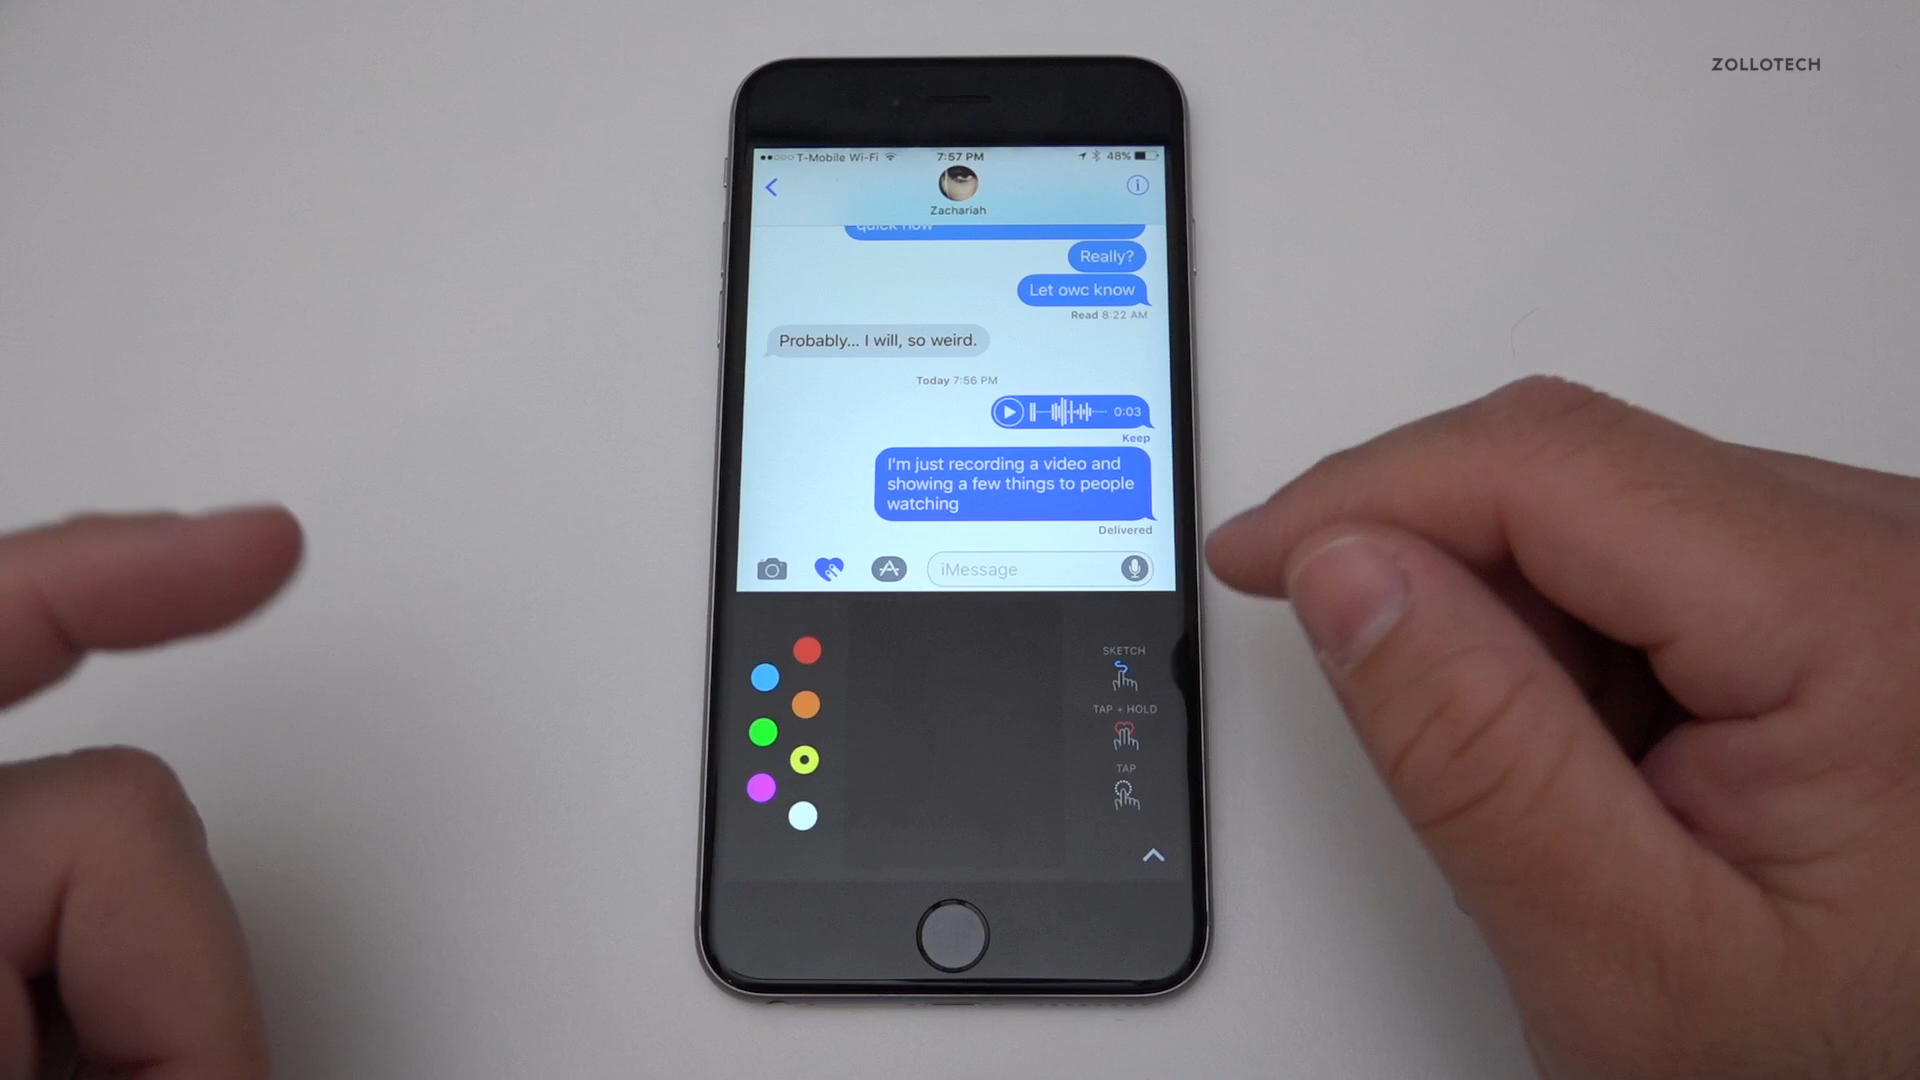 ZOLLOTECH
T-Mobile Wi-Fi 7:57 PM 48%
Zachariah
quick now
Really?
Let owc know
Read 8:22 AM
Probably... I will, so weird.
Today 7:56 PM
0:03
Keep
I'm just recording a video and
showing a few things to people
watching
Delivered
iMessage
SKETCH
TAP + HOLD
TAP